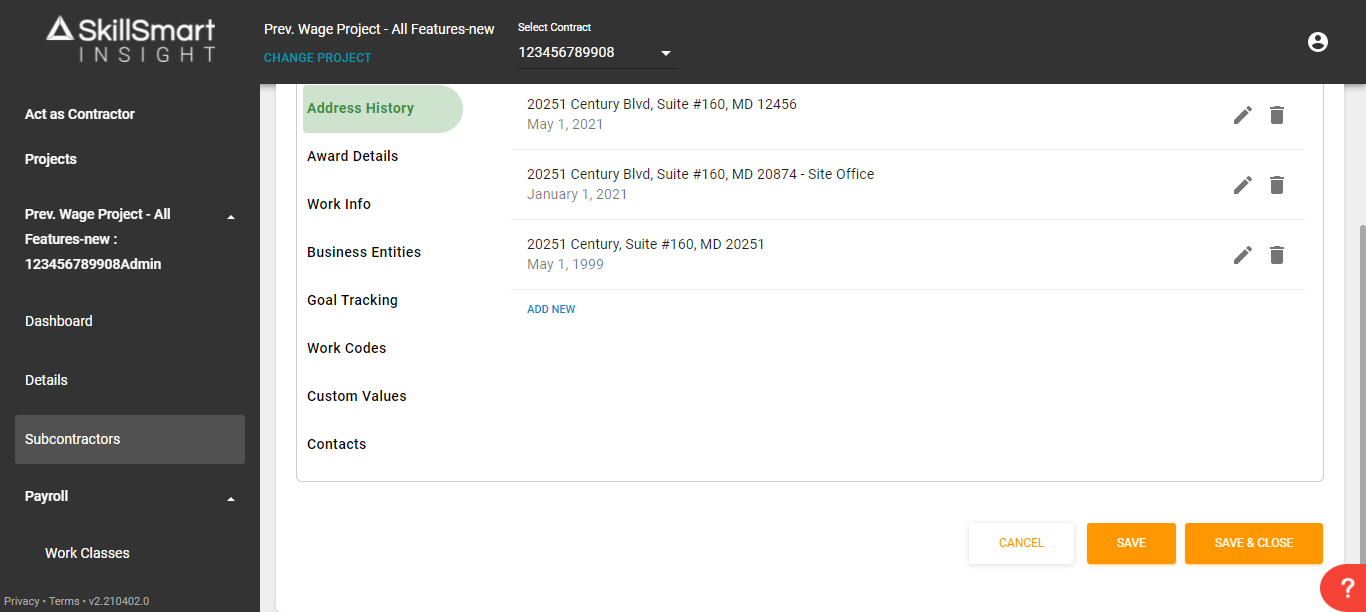 SkillSmart
INSIGHT
Prev. Wage Project - All Features-new
CHANGE PROJECT
Select Contract
123456789908
Act as Contractor
Projects
Prev. Wage Project - All
Features-new :
123456789908Admin
Dashboard
Details
Subcontractors
Payroll
Work Classes
Privacy • Terms • v2.210402.0
Address History
Award Details
Work Info
Business Entities
Goal Tracking
Work Codes
Custom Values
Contacts
20251 Century Blvd, Suite #160, MD 12456
May 1, 2021
20251 Century Blvd, Suite #160, MD 20874 - Site Office
January 1, 2021
20251 Century, Suite #160, MD 20251
May 1, 1999
ADD NEW
CANCEL
SAVE
SAVE & CLOSE
?